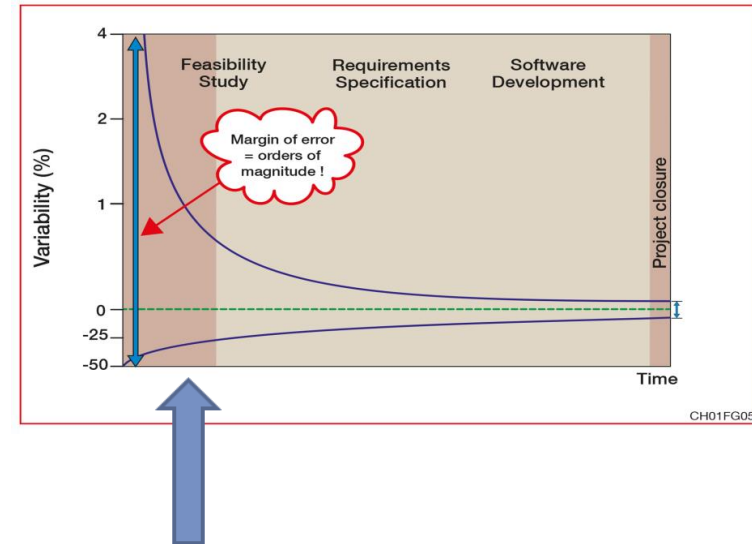 4
Feasibility
Study
Requirements
Specification
Software
Development
2
Margin of error
= orders of
magnitude !
1
Variability (%)
Project closure
0
-25
-50
Time
CH01FG05